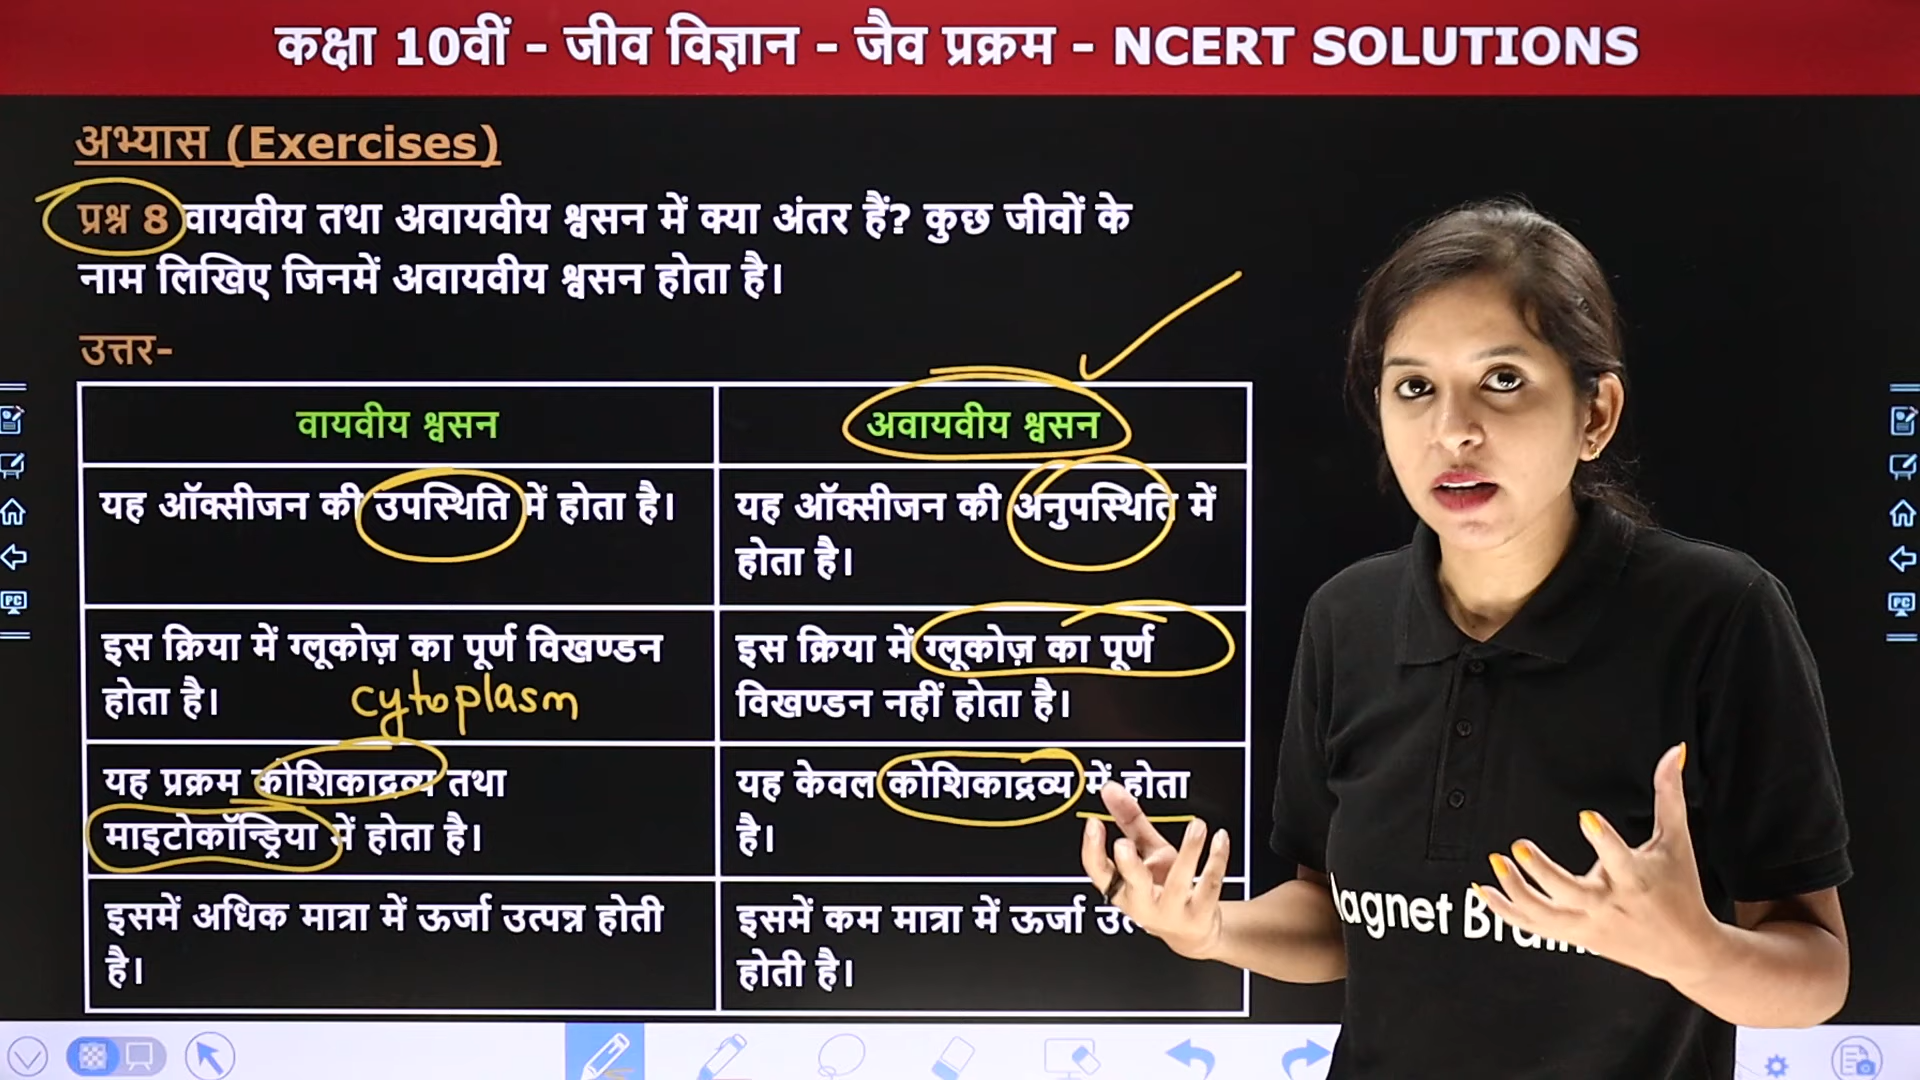 कक्षा 10वीं - जीव विज्ञान - जैव प्रक्रम - NCERT SOLUTIONS
अभ्यास (Exercises)
प्रश्न 8 वायवीय तथा अवायवीय श्वसन में क्या अंतर हैं? कुछ जीवों के
नाम लिखिए जिनमें अवायवीय श्वसन होता है।
उत्तर-
वायवीय श्वसन
अवायवीय श्वसन
यह ऑक्सीजन की उपस्थिति में होता है।
यह ऑक्सीजन की अनुपस्थिति में
होता है।
इस क्रिया में ग्लूकोज़ का पूर्ण विखण्डन
होता है।
cytoplasm
इस क्रिया में ग्लूकोज़ का पूर्ण
विखण्डन नहीं होता है।
यह प्रक्रम कोशिकाद्रव्य तथा
माइटोकॉन्ड्रिया में होता है।
यह केवल कोशिकाद्रव्य में होता
है।
इसमें अधिक मात्रा में ऊर्जा उत्पन्न होती
है।
इसमें कम मात्रा में ऊर्जा
होती है।
PC
PC